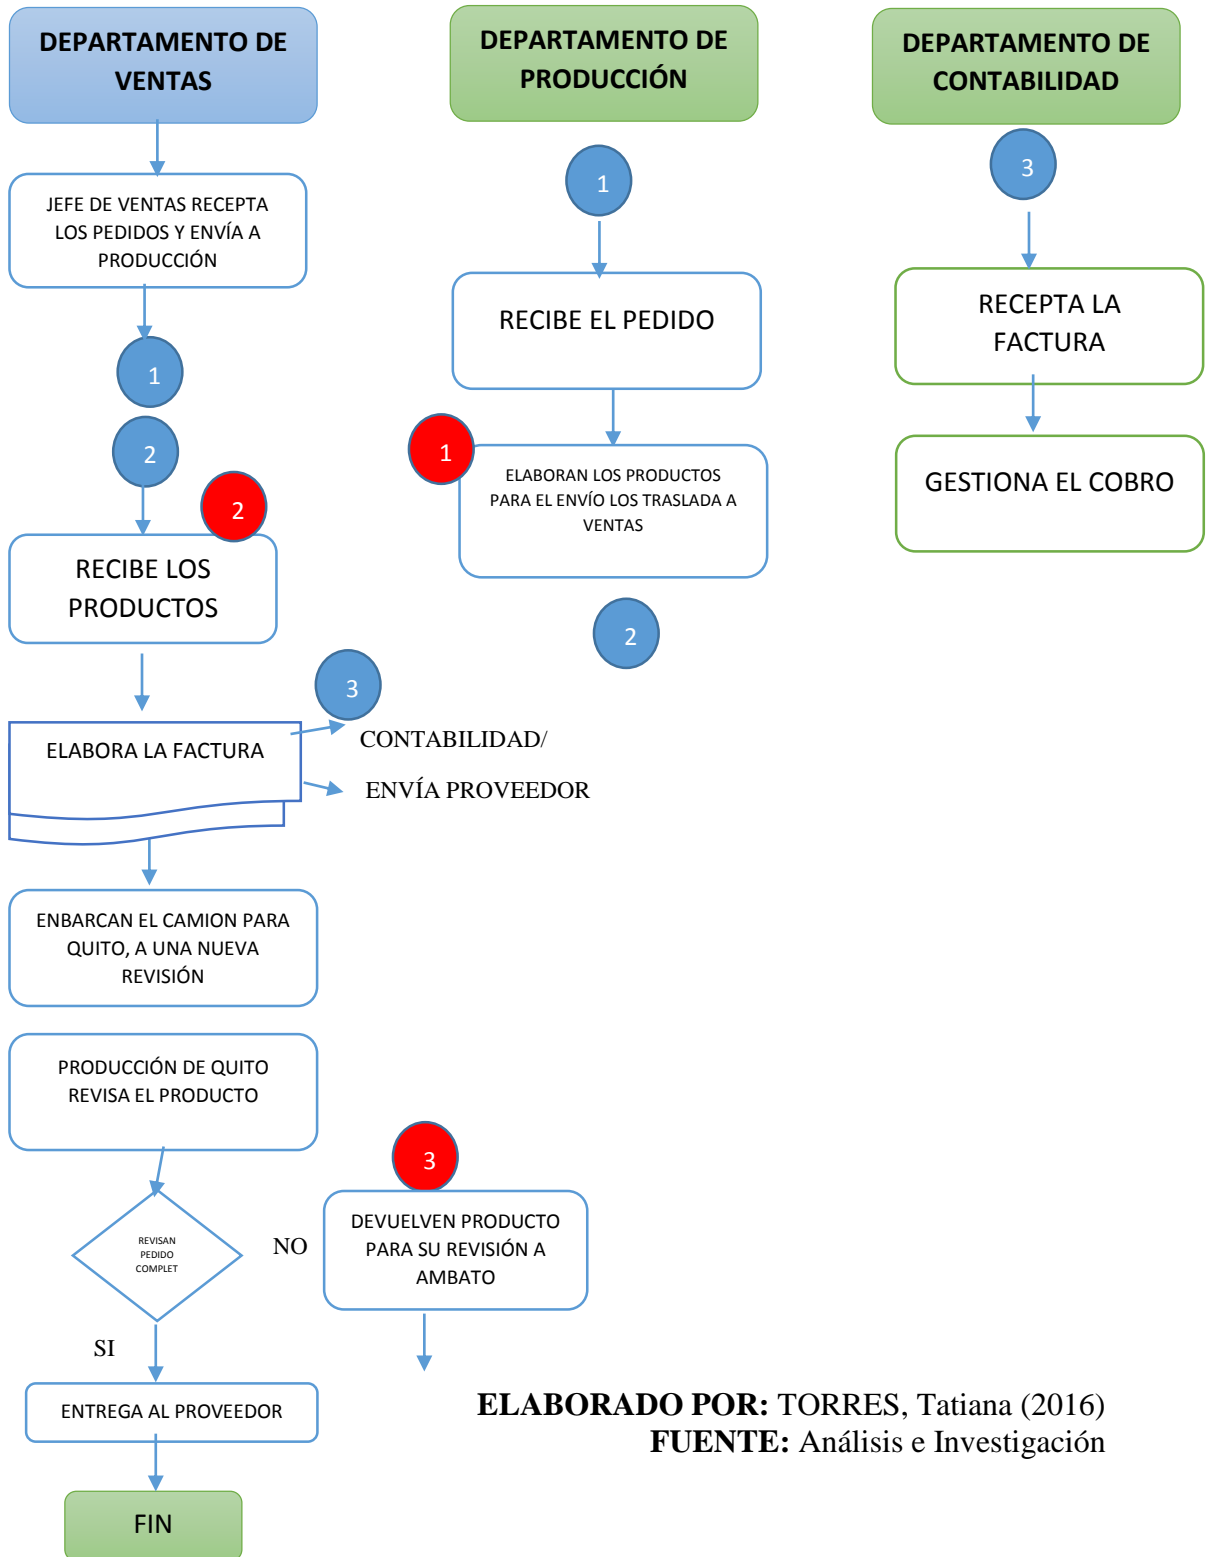 DEPARTAMENTO DE
VENTAS
JEFE DE VENTAS RECEPTA
LOS PEDIDOS Y ENVÍA A
PRODUCCIÓN
1
2
2
RECIBE LOS
PRODUCTOS
3
ELABORA LA FACTURA
CONTABILIDAD/
ENVÍA PROVEEDOR
ENBARCAN EL CAMION PARA
QUITO, A UNA NUEVA
REVISIÓN
PRODUCCIÓN DE QUITO
REVISA EL PRODUCTO
REVISAN
PEDIDO
COMPLET
NO
3
DEVUELVEN PRODUCTO
PARA SU REVISIÓN A
AMBATO
SI
ENTREGA AL PROVEEDOR
FIN
DEPARTAMENTO DE
PRODUCCIÓN
1
RECIBE EL PEDIDO
1
ELABORAN LOS PRODUCTOS
PARA EL ENVÍO LOS TRASLADA A
VENTAS
2
DEPARTAMENTO DE
CONTABILIDAD
3
RECEPTA LA
FACTURA
GESTIONA EL COBRO
ELABORADO POR: TORRES, Tatiana (2016)
FUENTE: Análisis e Investigación